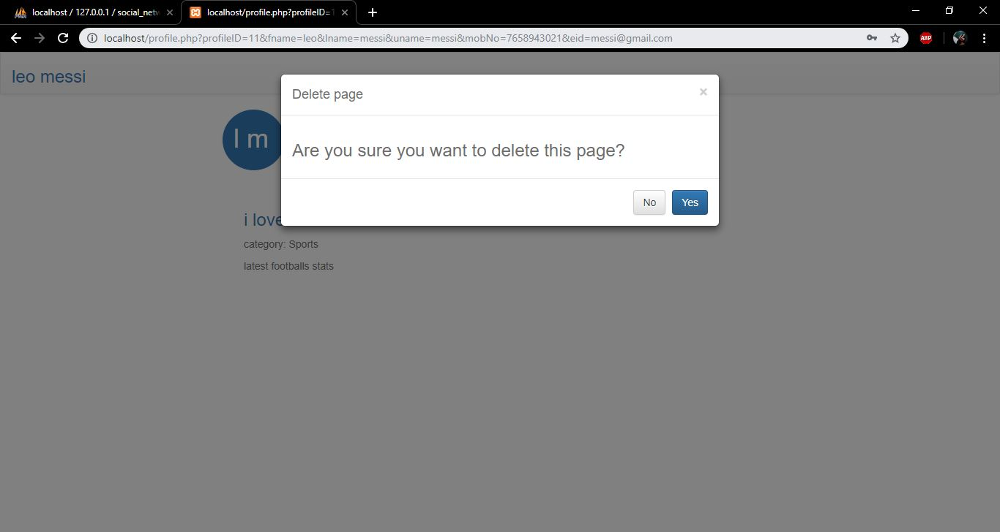 localhost / 127.0.0.1 / social_netw
localhost/profile.php?profileID=1
localhost/profile.php?profileID=11&fname=leo&lname=messi&uname=messi&mobNo=7658943021&eid=messi@gmail.com
ABP
leo messi
Delete page
×
l m
Are you sure you want to delete this page?
No
Yes
i love
category: Sports
latest footballs stats